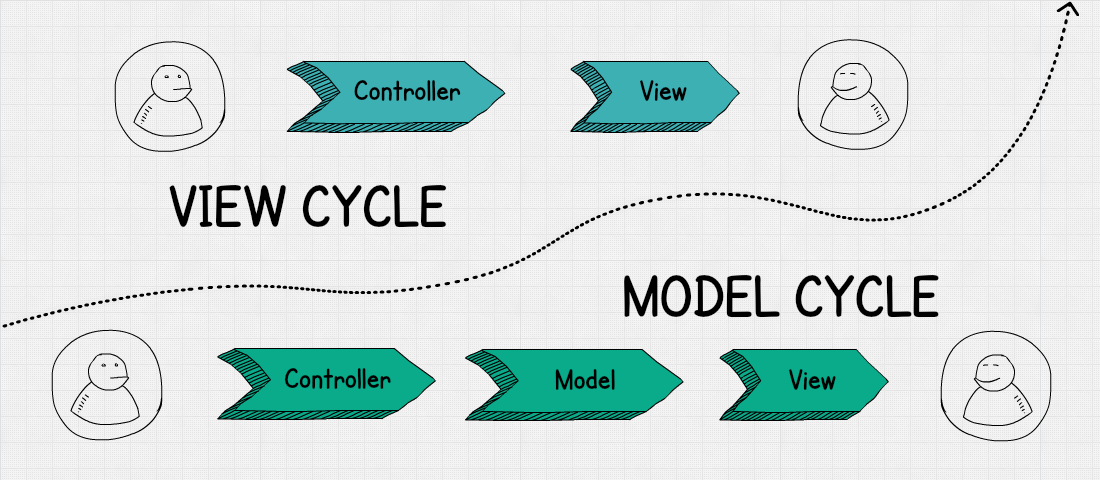 Controller
View
VIEW CYCLE
MODEL CYCLE
Controller
Model
View